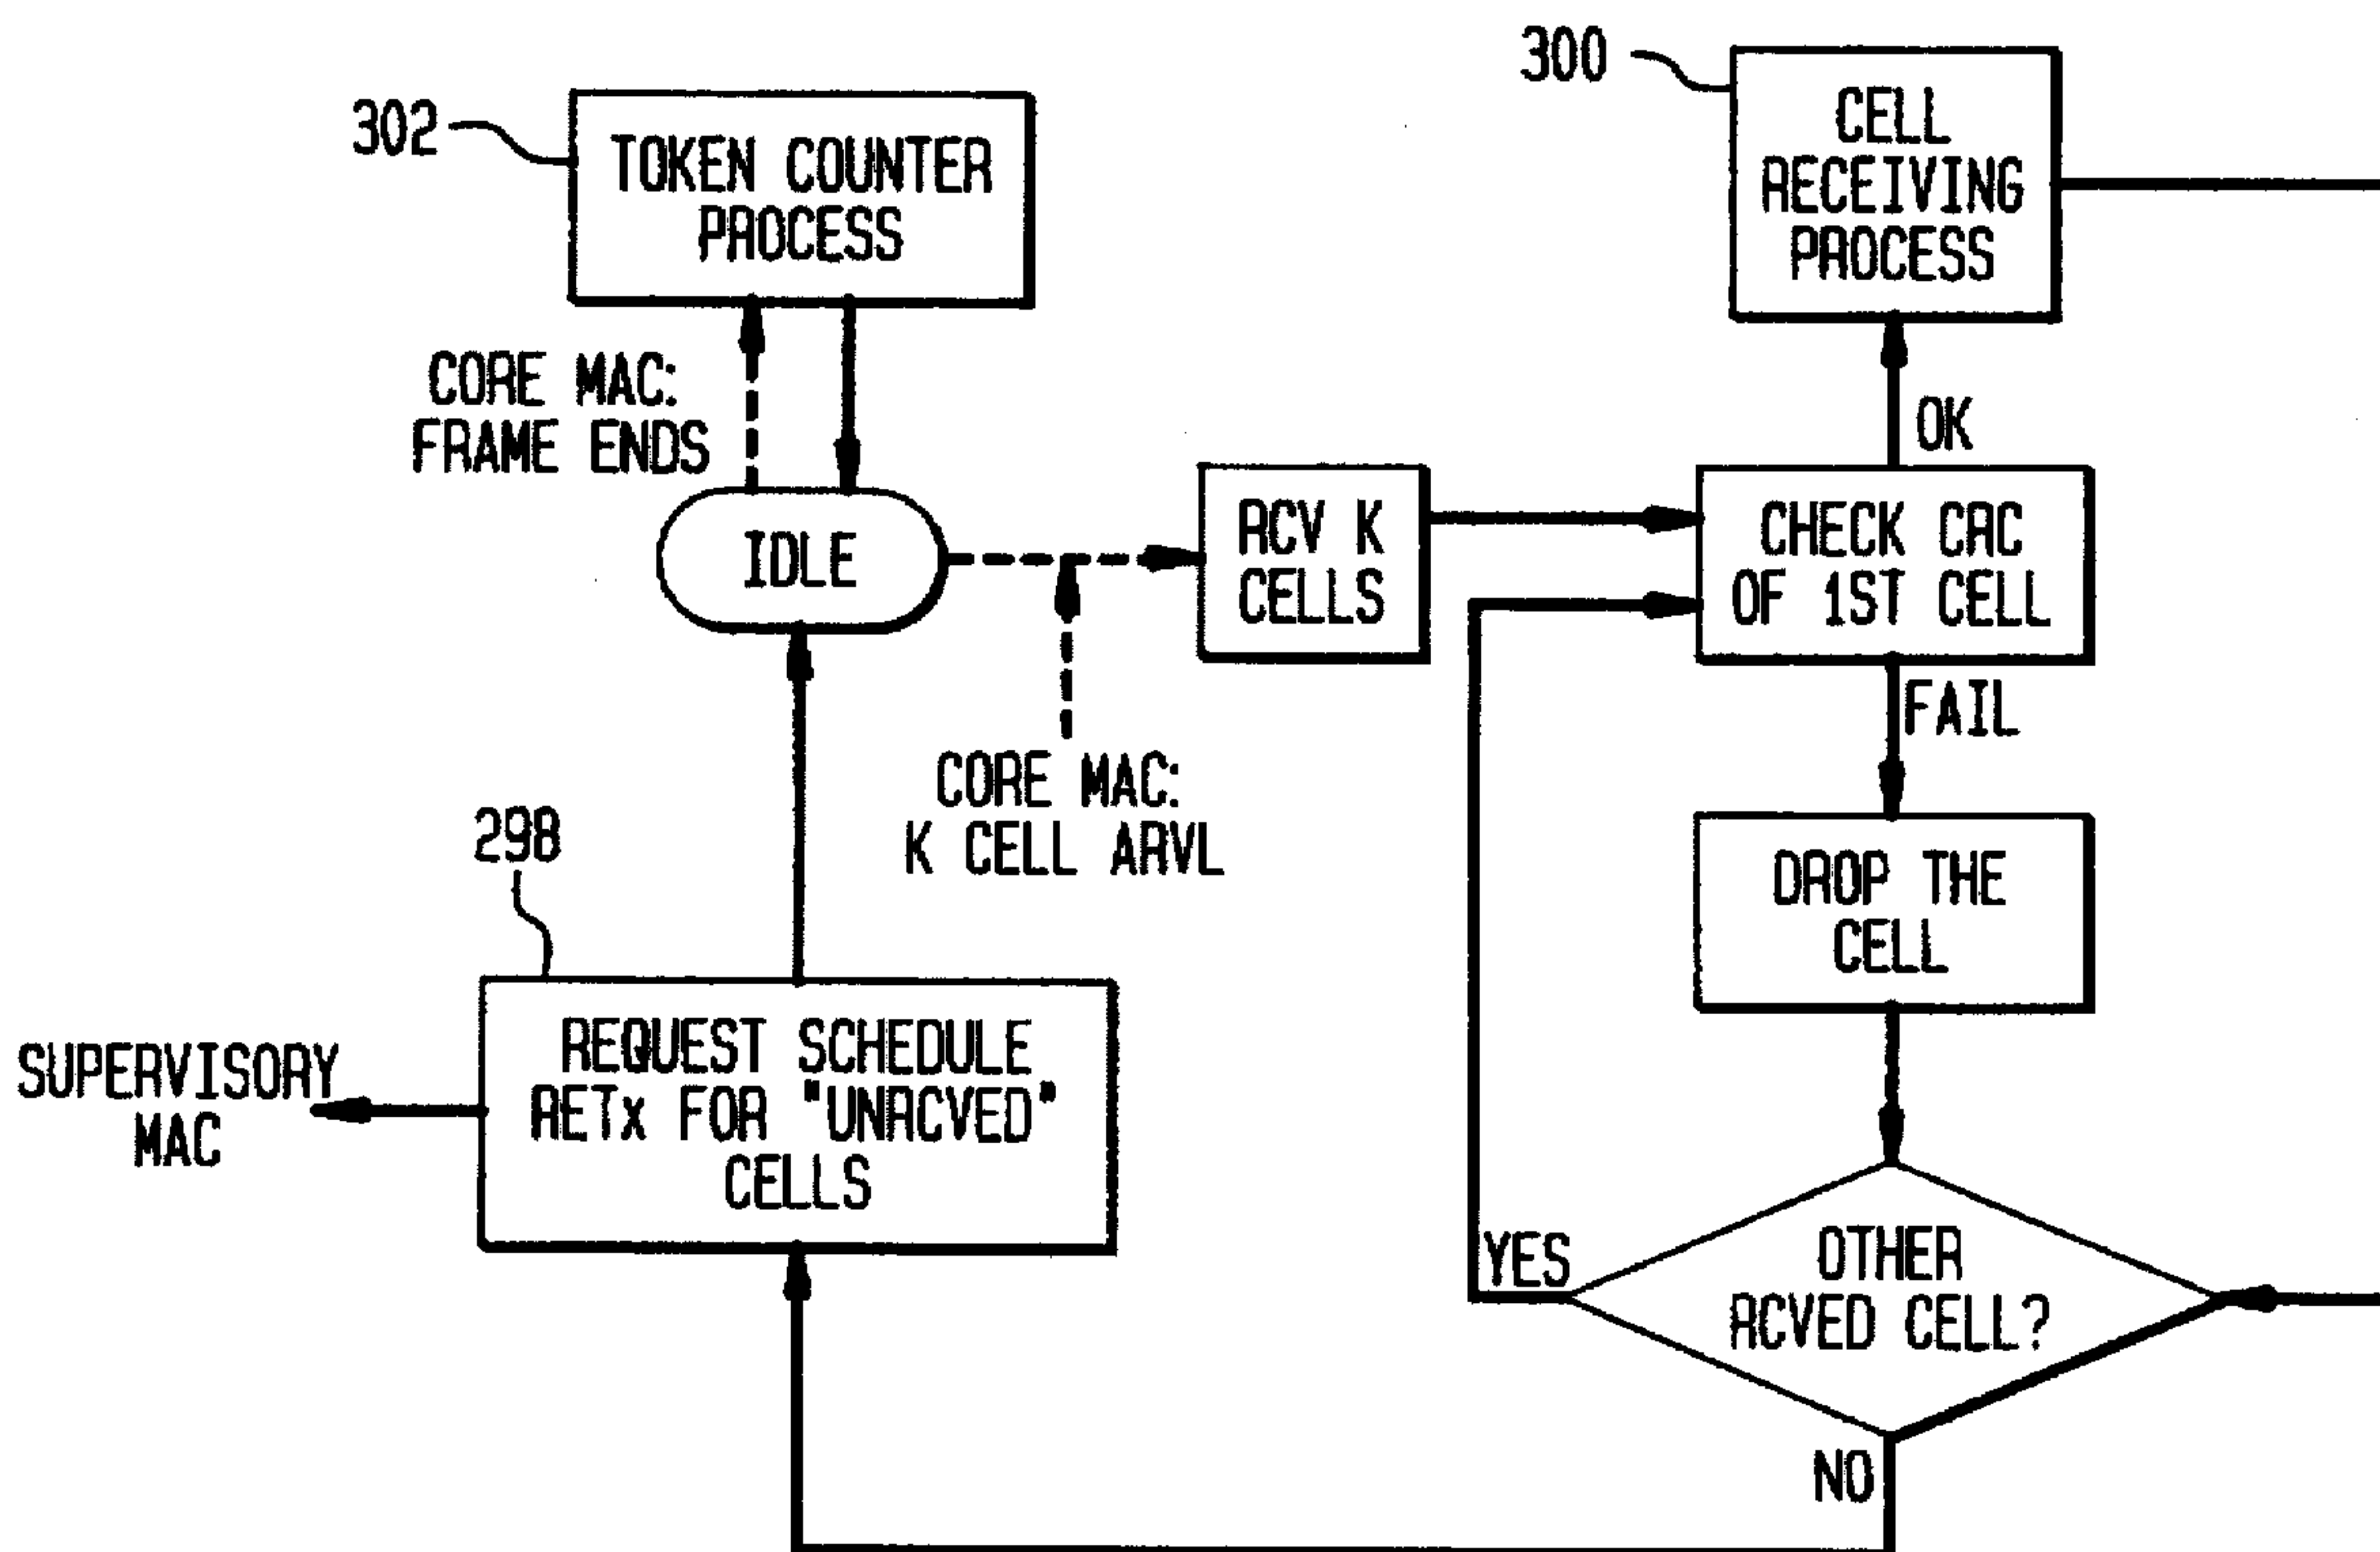 300
CELL
RECEIVING
PROCESS
302
TOKEN COUNTER
PROCESS
CORE MAC:
FRAME ENDS
OK
IDLE
RCV K
CELLS
CHECK CRC
OF 1ST CELL
FAIL
CORE MAC:
K CELL ARVL
298
DROP THE
CELL
REQUEST SCHEDULE
RETx FOR "UNRCVED"
CELLS
SUPERVISORY
MAC
YES
OTHER
RCVED CELL?
NO